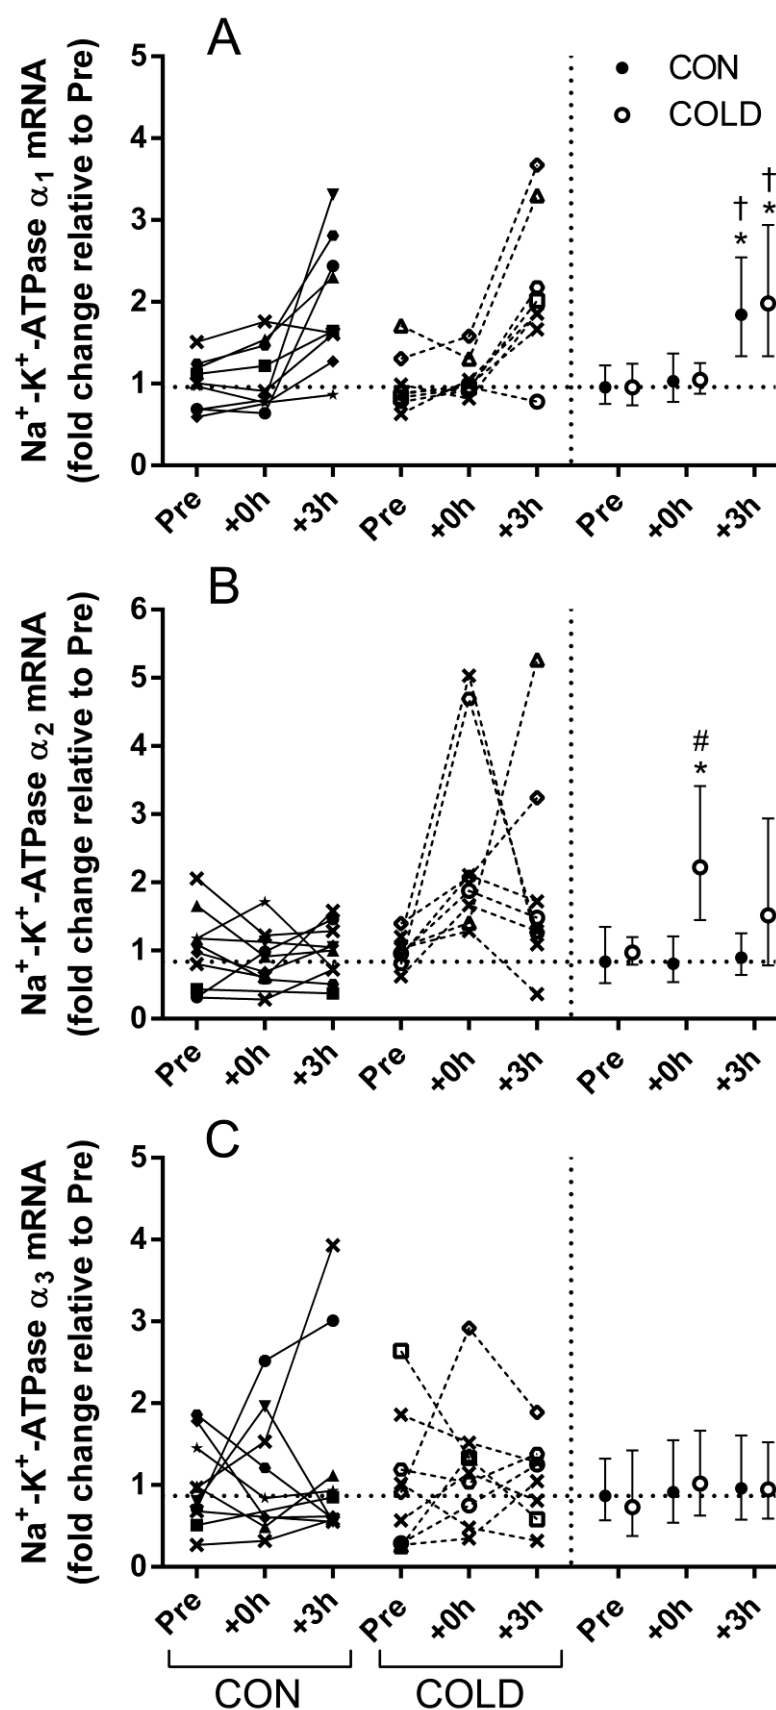 A
Na⁺-K⁺-ATPase α₁ mRNA
(fold change relative to Pre)
5
4
3
2
1
0
CON
COLD
† †
* *
Pre +0h +3h Pre +0h +3h Pre +0h +3h
B
Na⁺-K⁺-ATPase α₂ mRNA
(fold change relative to Pre)
6
5
4
3
2
1
0
#
*
Pre +0h +3h Pre +0h +3h Pre +0h +3h
C
Na⁺-K⁺-ATPase α₃ mRNA
(fold change relative to Pre)
5
4
3
2
1
0
Pre +0h +3h Pre +0h +3h Pre +0h +3h
CON COLD